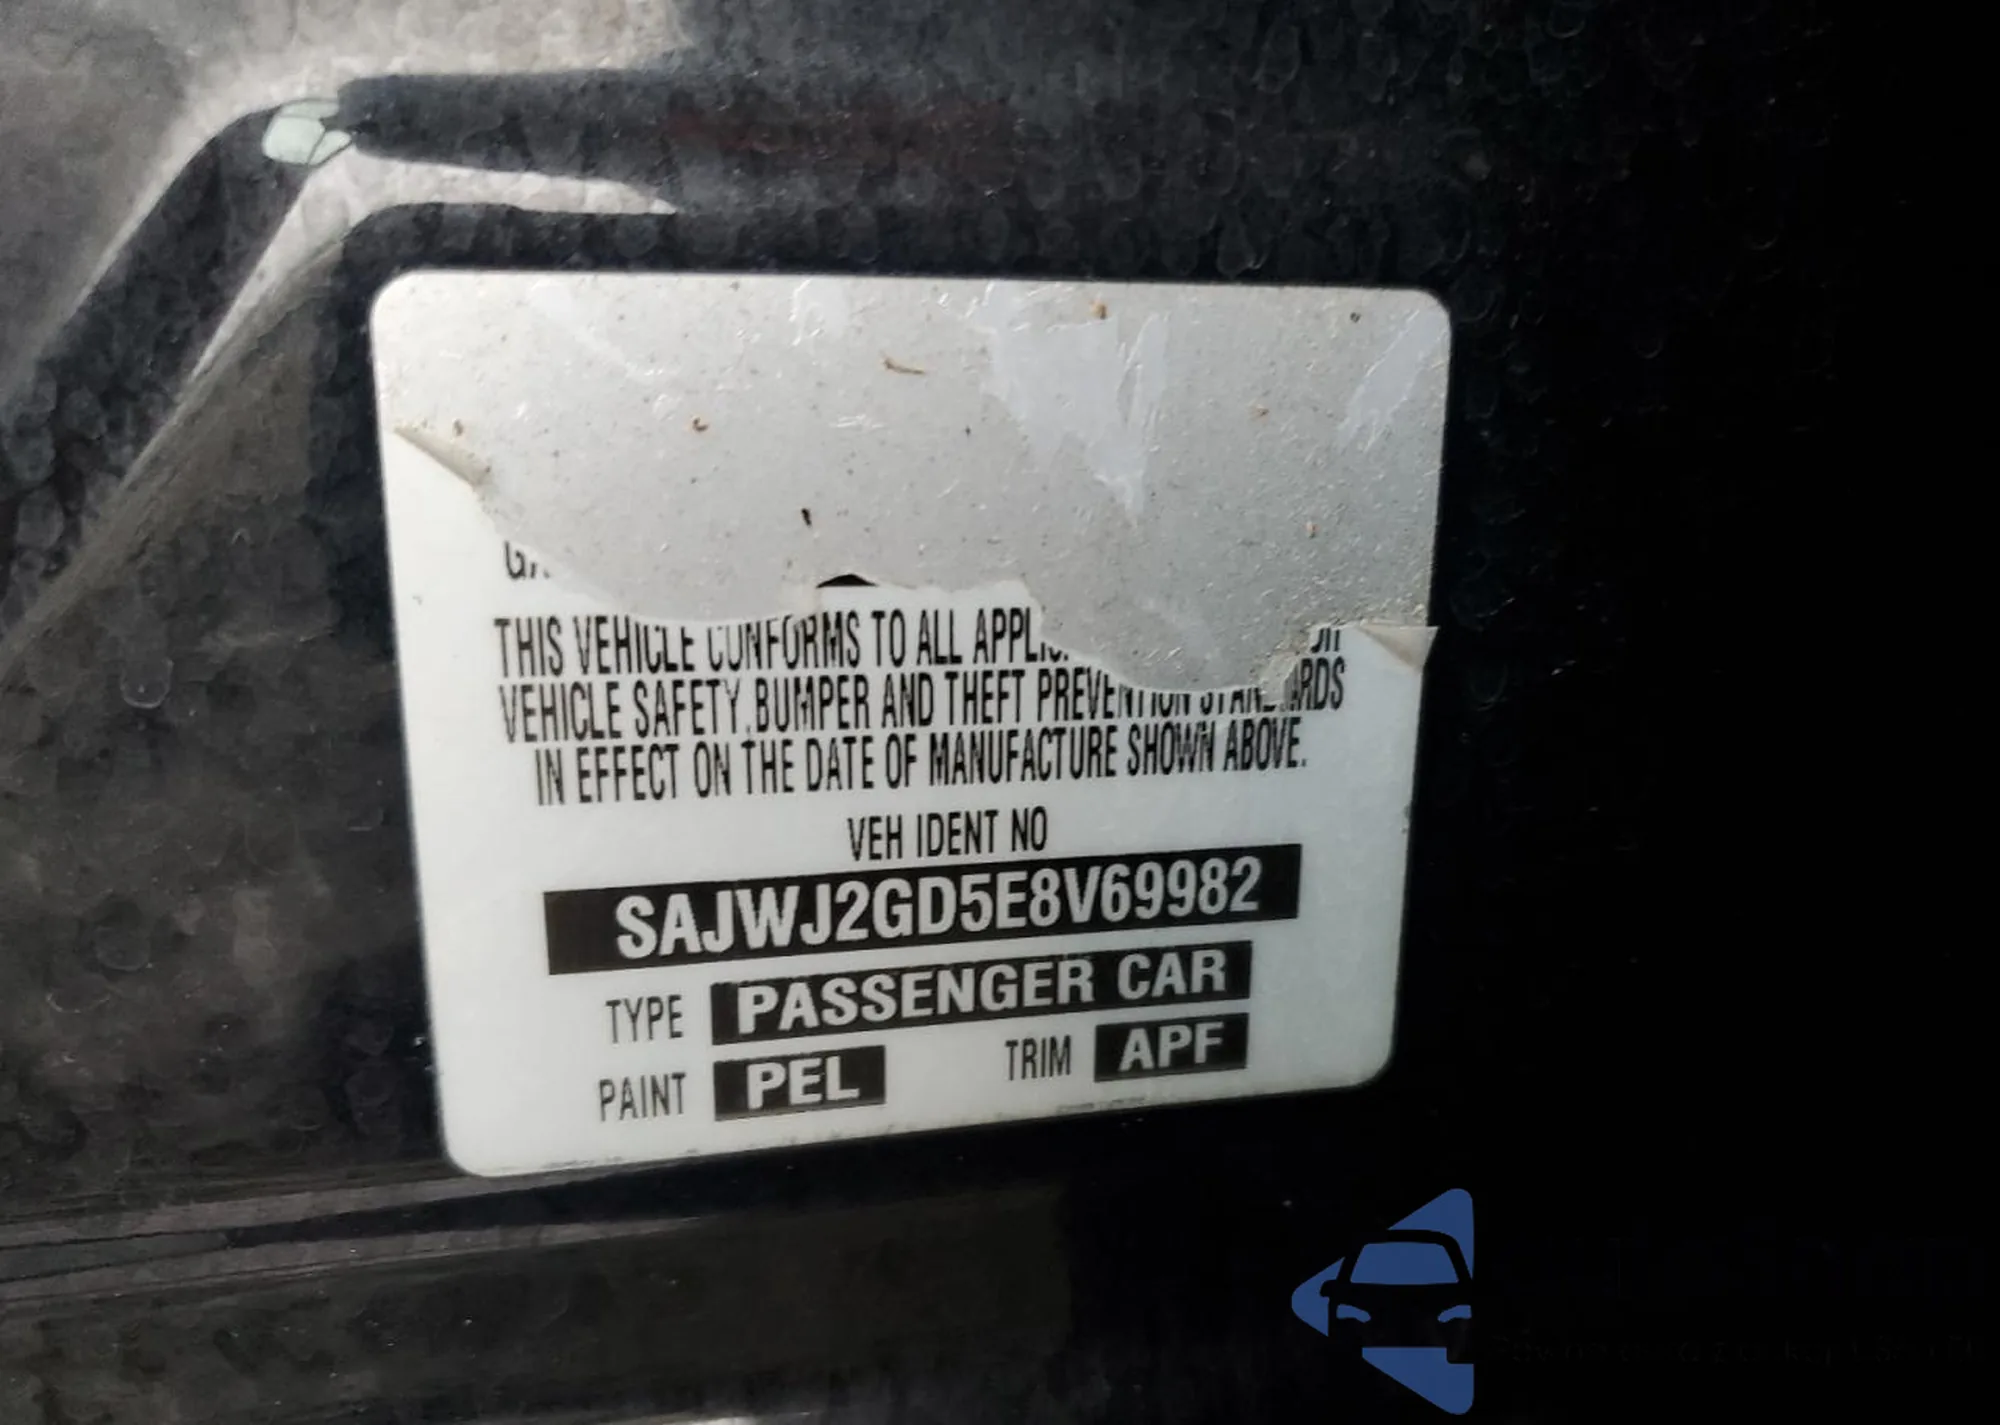 THIS VEHICLE CONFORMS TO ALL
VEHICLE SAFETY, BUMPER AND THEFT PREVENTION STANDARDS
IN EFFECT ON THE DATE OF MANUFACTURE SHOWN ABOVE.
VEH IDENT NO
SAJWJ2GD5E8V69982
TYPE PASSENGER CAR
PAINT PEL TRIM APF